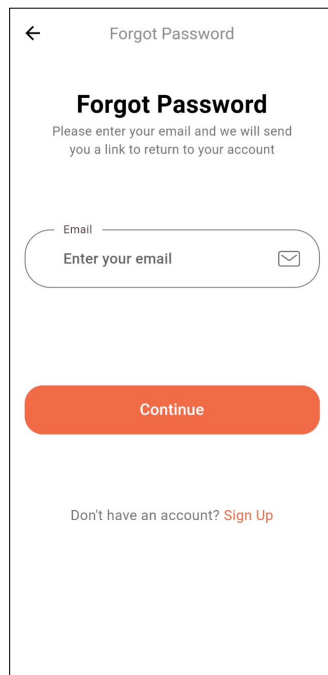 Forgot Password
Forgot Password
Please enter your email and we will send
you a link to return to your account
Email
Enter your email
Continue
Don't have an account? Sign Up